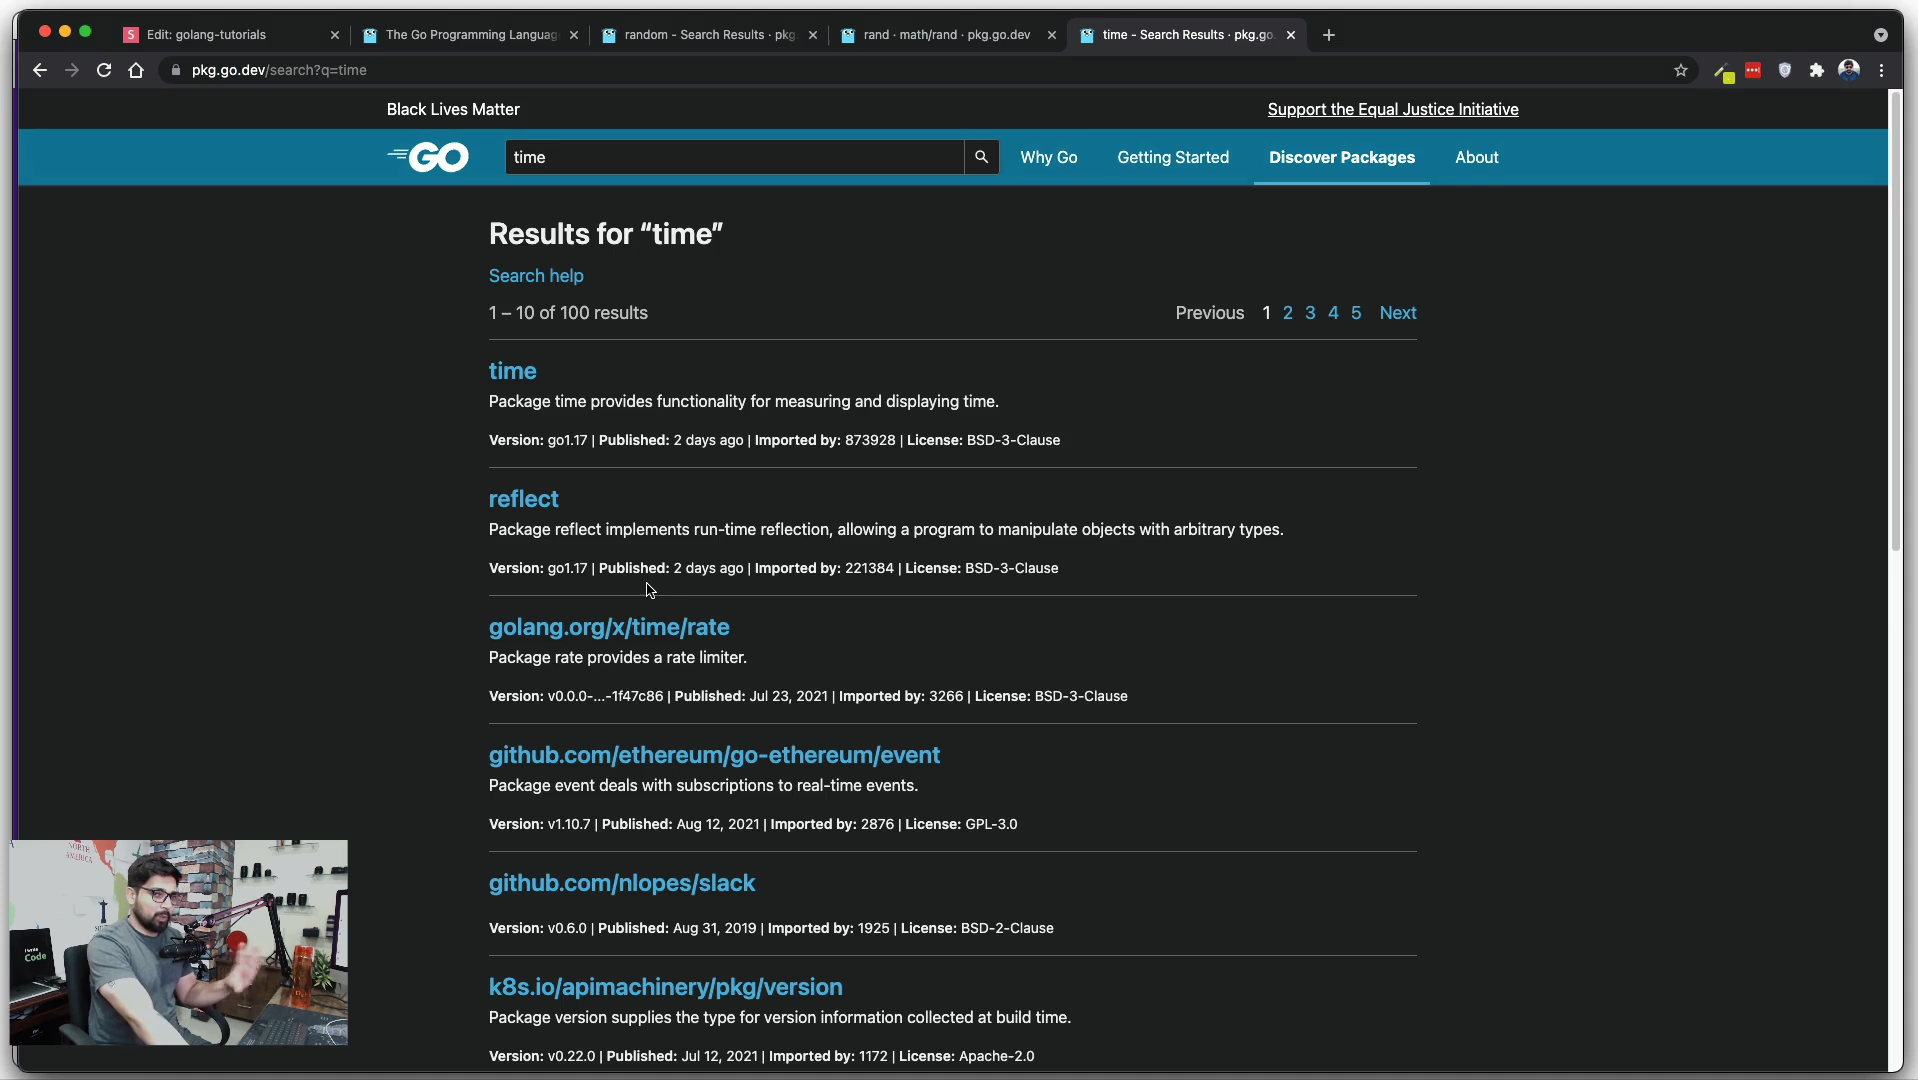 S Edit: golang-tutorials
The Go Programming Languag
random - Search Results · pkg.
rand · math/rand · pkg.go.dev
time - Search Results · pkg.go.
pkg.go.dev/search?q=time
Black Lives Matter
Support the Equal Justice Initiative
GO
time
Why Go
Getting Started
Discover Packages
About
Results for “time”
Search help
1 – 10 of 100 results
Previous 1 2 3 4 5 Next
time
Package time provides functionality for measuring and displaying time.
Version: go1.17 | Published: 2 days ago | Imported by: 873928 | License: BSD-3-Clause
reflect
Package reflect implements run-time reflection, allowing a program to manipulate objects with arbitrary types.
Version: go1.17 | Published: 2 days ago | Imported by: 221384 | License: BSD-3-Clause
golang.org/x/time/rate
Package rate provides a rate limiter.
Version: v0.0.0-...-1f47c86 | Published: Jul 23, 2021 | Imported by: 3266 | License: BSD-3-Clause
github.com/ethereum/go-ethereum/event
Package event deals with subscriptions to real-time events.
Version: v1.10.7 | Published: Aug 12, 2021 | Imported by: 2876 | License: GPL-3.0
github.com/nlopes/slack
Version: v0.6.0 | Published: Aug 31, 2019 | Imported by: 1925 | License: BSD-2-Clause
k8s.io/apimachinery/pkg/version
Package version supplies the type for version information collected at build time.
Version: v0.22.0 | Published: Jul 12, 2021 | Imported by: 1172 | License: Apache-2.0
NORTH
AMERICA
I write
Code